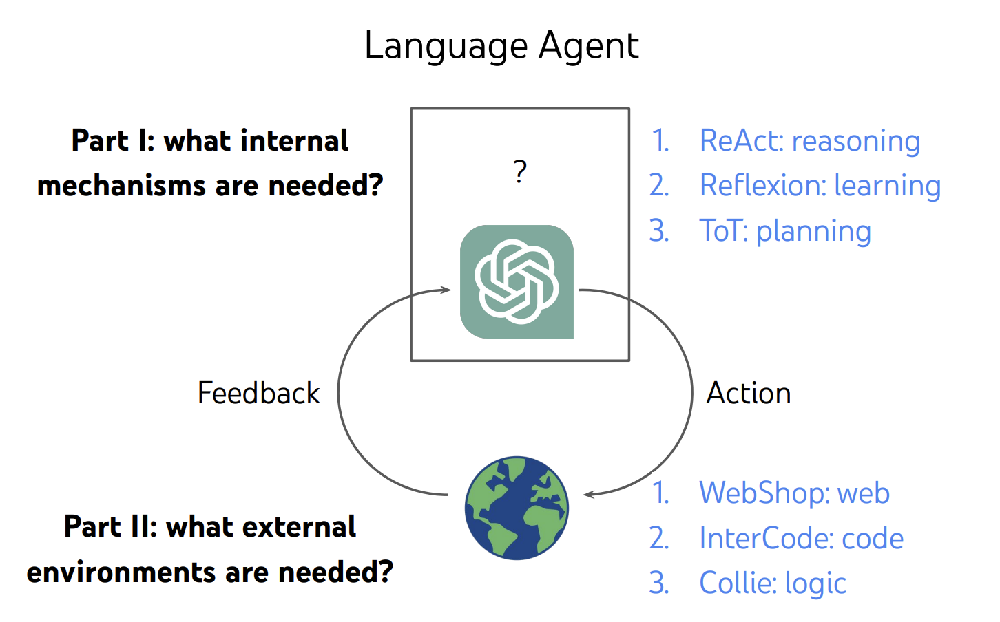 Language Agent
Part I: what internal
mechanisms are needed?
?
1. ReAct: reasoning
2. Reflexion: learning
3. ToT: planning
Feedback
Action
Part II: what external
environments are needed?
1. WebShop: web
2. InterCode: code
3. Collie: logic